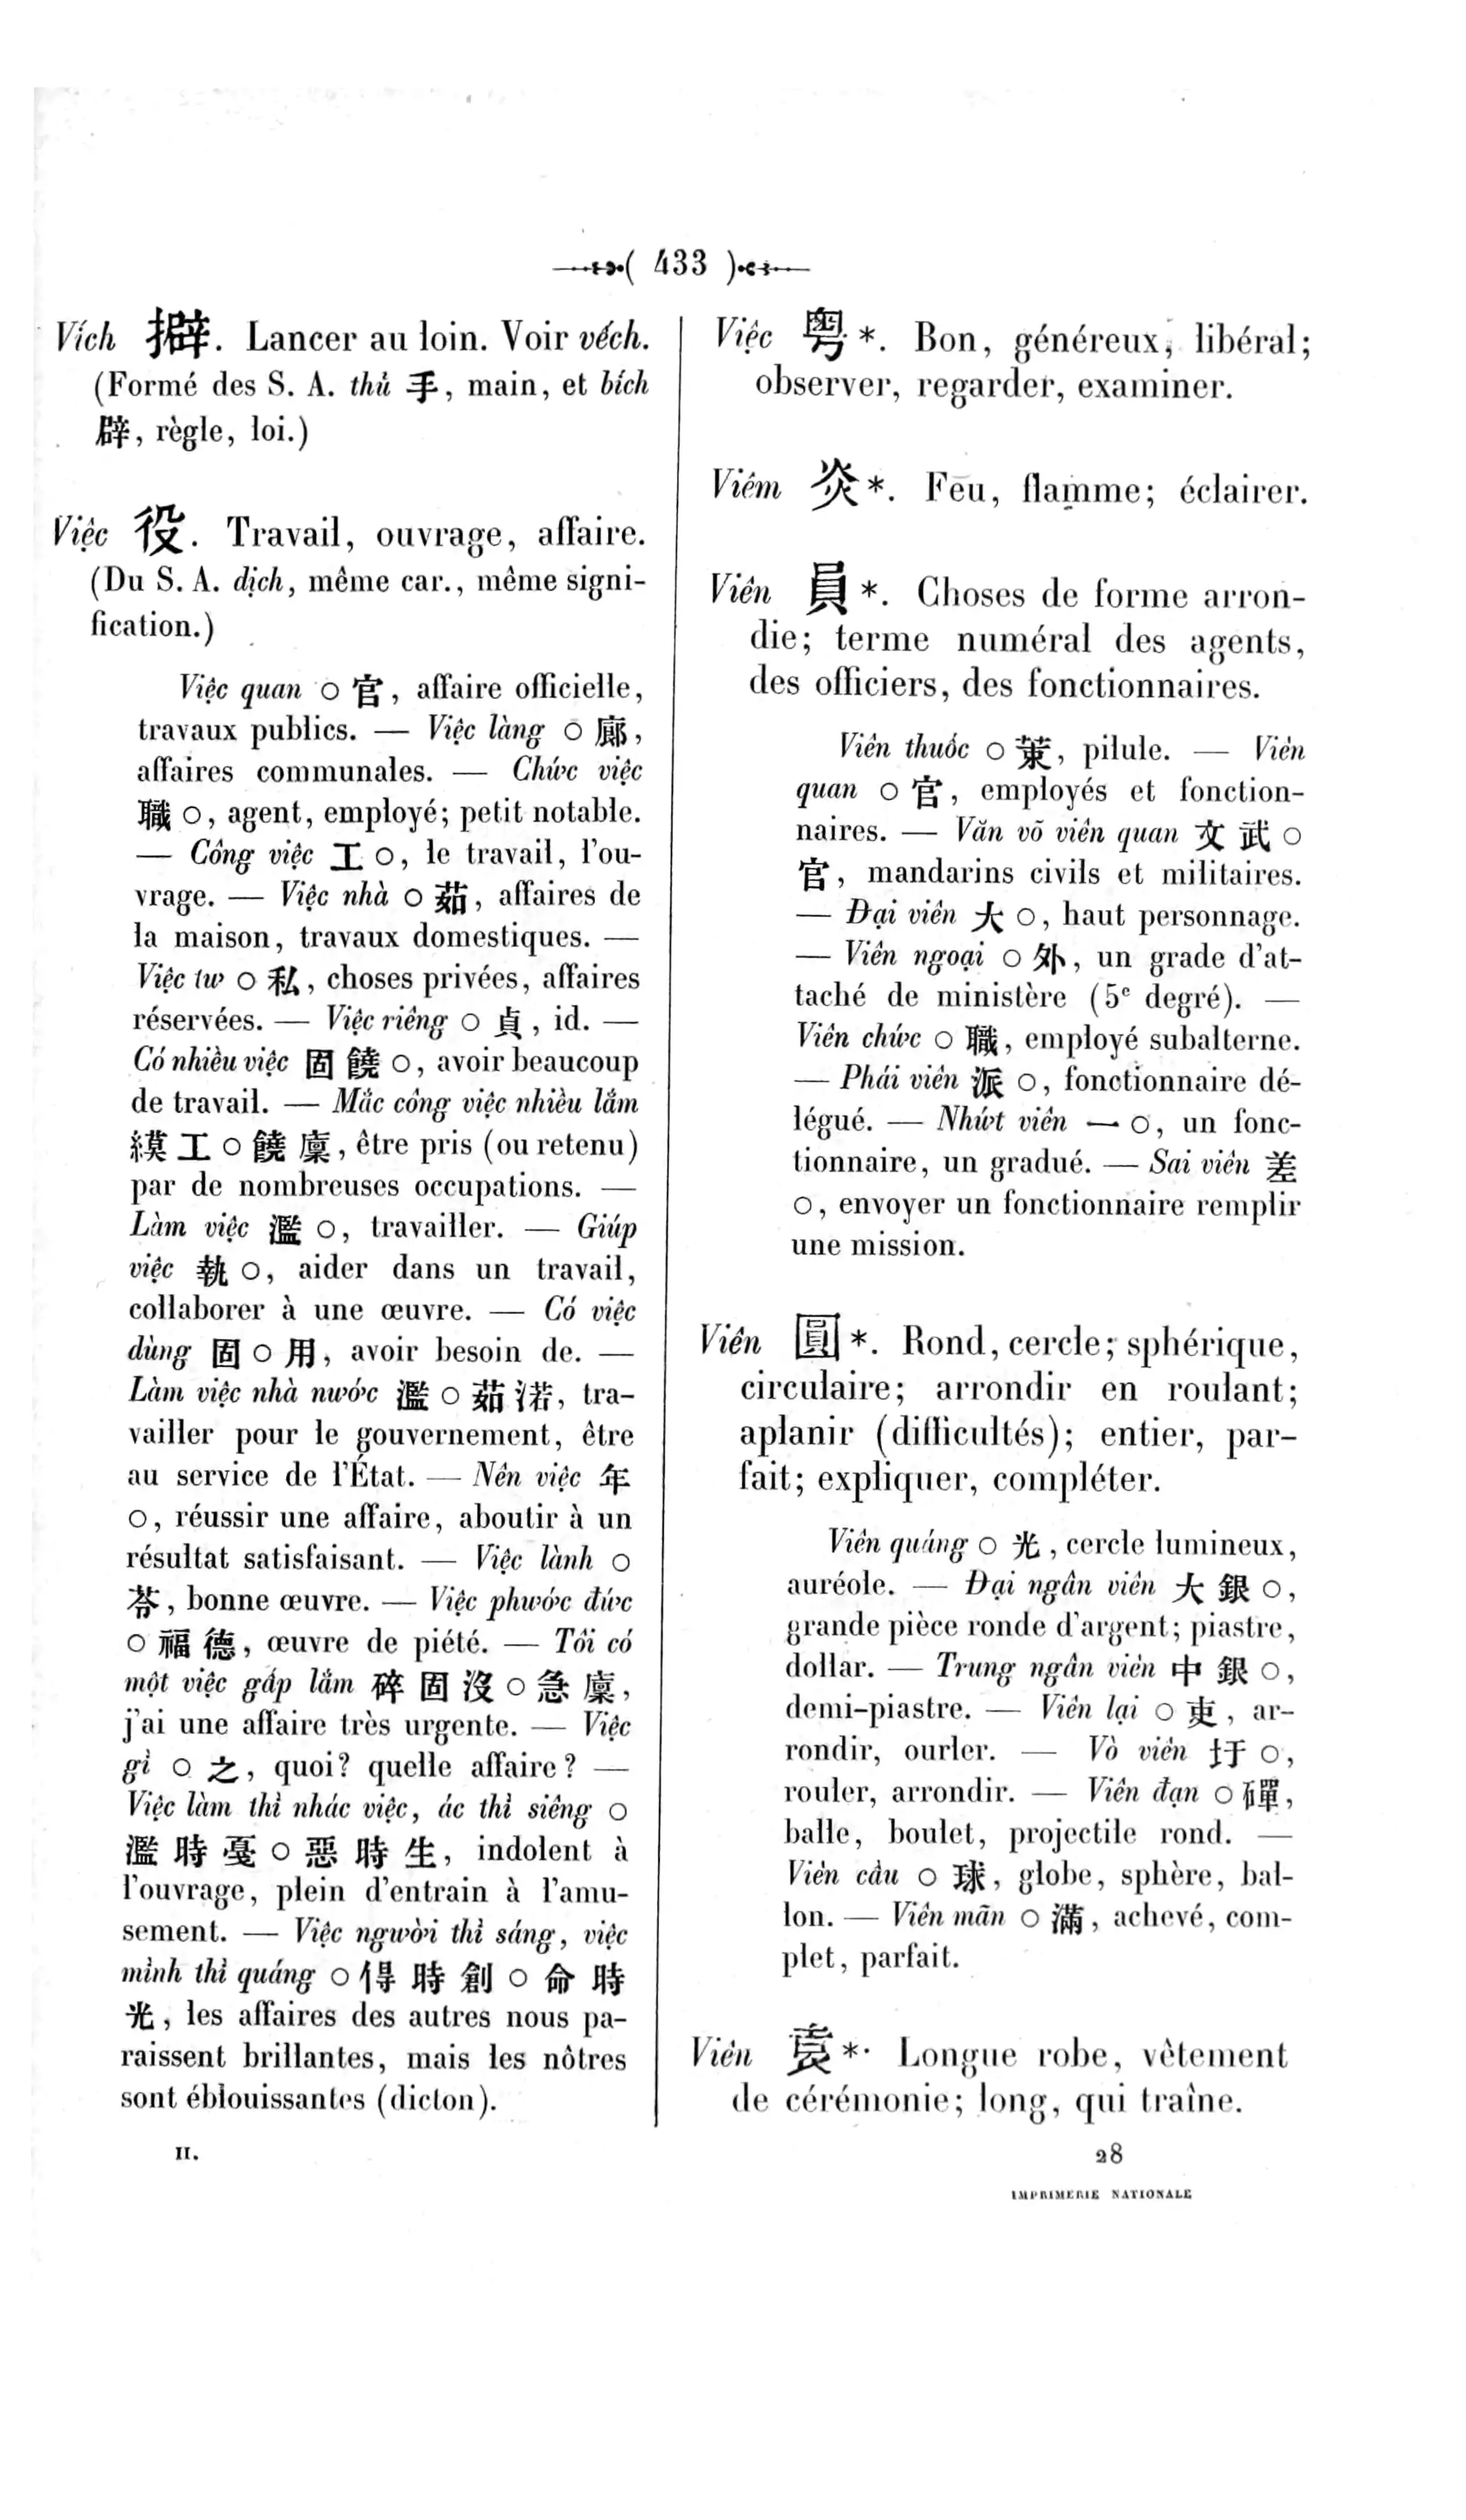 ( 433 )
Vích 擗. Lancer au loin. Voir vếch.
(Formé des S. A. thủ 手, main, et bích
辟, règle, loi.)
Việc 役. Travail, ouvrage, affaire.
(Du S. A. dịch, même car., même signi-
fication.)
Việc quan ○ 官, affaire officielle,
travaux publics. — Việc làng ○ 廊,
affaires communales. — Chức việc
職 ○, agent, employé; petit notable.
— Công việc 工 ○, le travail, l'ou-
vrage. — Việc nhà ○ 茹, affaires de
la maison, travaux domestiques. —
Việc tư ○ 私, choses privées, affaires
réservées. — Việc riêng ○ 貞, id. —
Có nhiều việc 固 饒 ○, avoir beaucoup
de travail. — Mắc công việc nhiều lắm
縸 工 ○ 饒 廩, être pris (ou retenu)
par de nombreuses occupations. —
Làm việc 濫 ○, travailler. — Giúp
việc 執 ○, aider dans un travail,
collaborer à une œuvre. — Có việc
dùng 固 ○ 用, avoir besoin de. —
Làm việc nhà nước 濫 ○ 茹 渃, tra-
vailler pour le gouvernement, être
au service de l'État. — Nên việc 年
○, réussir une affaire, aboutir à un
résultat satisfaisant. — Việc lành ○
苓, bonne œuvre. — Việc phước đức
○ 福 德, œuvre de piété. — Tôi có
một việc gấp lắm 碎 固 沒 ○ 急 廩,
j'ai une affaire très urgente. — Việc
gì ○ 之, quoi? quelle affaire? —
Việc làm thì nhác việc, ác thì siêng ○
濫 時 戞 ○ 惡 時 生, indolent à
l'ouvrage, plein d'entrain à l'amu-
sement. — Việc người thì sáng, việc
mình thì quáng ○ 㝵 時 創 ○ 命 時
光, les affaires des autres nous pa-
raissent brillantes, mais les nôtres
sont éblouissantes (dicton).
II.
Việc 粤 *. Bon, généreux, libéral;
observer, regarder, examiner.
Viêm 炎 *. Feu, flamme; éclairer.
Viên 員 *. Choses de forme arron-
die; terme numéral des agents,
des officiers, des fonctionnaires.
Viên thuốc ○ 葉, pilule. — Viên
quan ○ 官, employés et fonction-
naires. — Văn võ viên quan 文 武 ○
官, mandarins civils et militaires.
— Đại viên 大 ○, haut personnage.
— Viên ngoại ○ 外, un grade d'at-
taché de ministère (5e degré). —
Viên chức ○ 職, employé subalterne.
— Phái viên 派 ○, fonctionnaire dé-
légué. — Nhứt viên 一 ○, un fonc-
tionnaire, un gradué. — Sai viên 差
○, envoyer un fonctionnaire remplir
une mission.
Viên 圓 *. Rond, cercle; sphérique,
circulaire; arrondir en roulant;
aplanir (difficultés); entier, par-
fait; expliquer, compléter.
Viên quáng ○ 光, cercle lumineux,
auréole. — Đại ngân viên 大 銀 ○,
grande pièce ronde d'argent; piastre,
dollar. — Trung ngân viên 中 銀 ○,
demi-piastre. — Viên lại ○ 吏, ar-
rondir, ourler. — Vò viên 圩 ○,
rouler, arrondir. — Viên đạn ○ 磾,
balle, boulet, projectile rond. —
Viên cầu ○ 球, globe, sphère, bal-
lon. — Viên mãn ○ 滿, achevé, com-
plet, parfait.
Viên 袁 *. Longue robe, vêtement
de cérémonie; long, qui traîne.
28
IMPRIMERIE NATIONALE